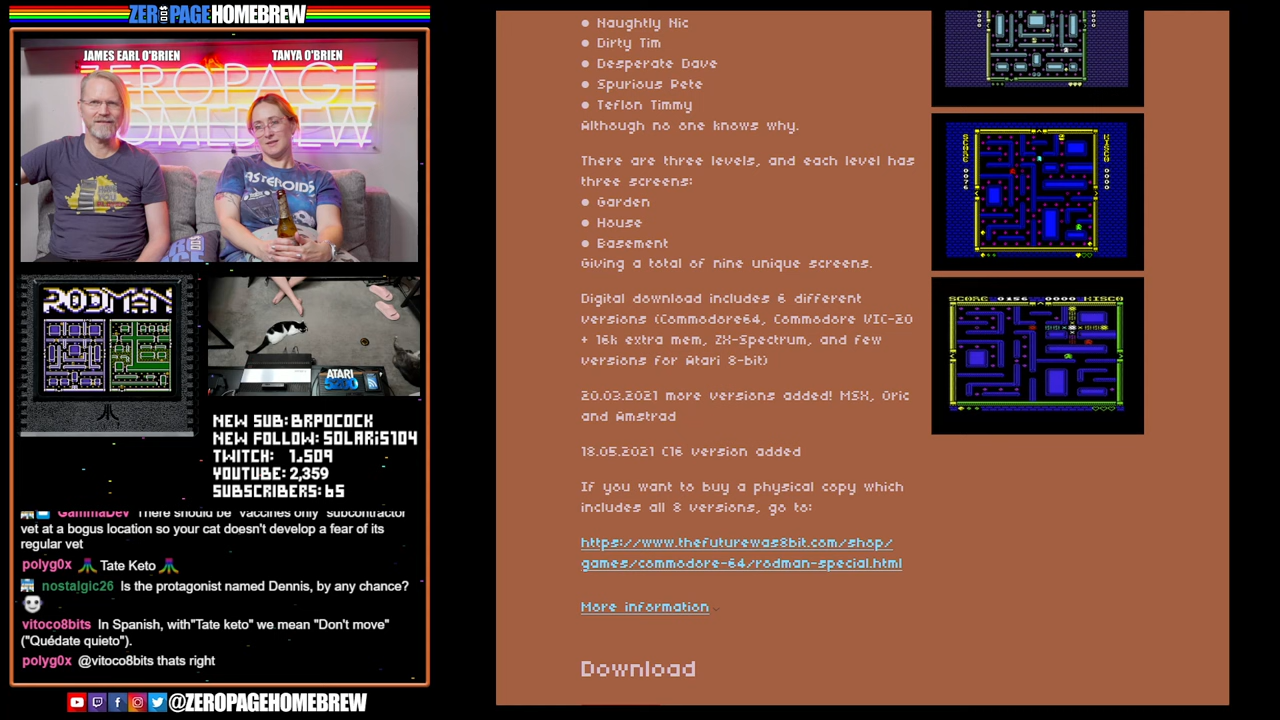 ZEROPAGEHOMEBREW
JAMES EARL O'BRIEN
TANYA O'BRIEN
ZEROPAGE
HOMEBREW
ASTEROIDS
RODMAN
ATARI
5200
NEW SUB: BRPOCOCK
NEW FOLLOW: SOLARIS104
TWITCH: 1,509
YOUTUBE: 2,359
SUBSCRIBERS: 65
GammaDev There should be "vaccines only" subcontractor
vet at a bogus location so your cat doesn't develop a fear of its
regular vet
polyg0x Tate Keto
nostalgic26 Is the protagonist named Dennis, by any chance?
vitoco8bits In Spanish, with"Tate keto" we mean "Don't move"
("Quédate quieto").
polyg0x @vitoco8bits thats right
@ZEROPAGEHOMEBREW
● Naughtly Nic
● Dirty Tim
● Desperate Dave
● Spurious Pete
● Teflon Timmy
Although no one knows why.
There are three levels, and each level has
three screens:
● Garden
● House
● Basement
Giving a total of nine unique screens.
Digital download includes 6 different
versions (Commodore64, Commodore VIC-20
+ 16k extra mem, ZX-Spectrum, and few
versions for Atari 8-bit)
20.03.2021 more versions added! MSX, Oric
and Amstrad
18.05.2021 C16 version added
If you want to buy a physical copy which
includes all 8 versions, go to:
https://www.thefuturewas8bit.com/shop/
games/commodore-64/rodman-special.html
More information
Download
SCORE 0156 0000 HISCO